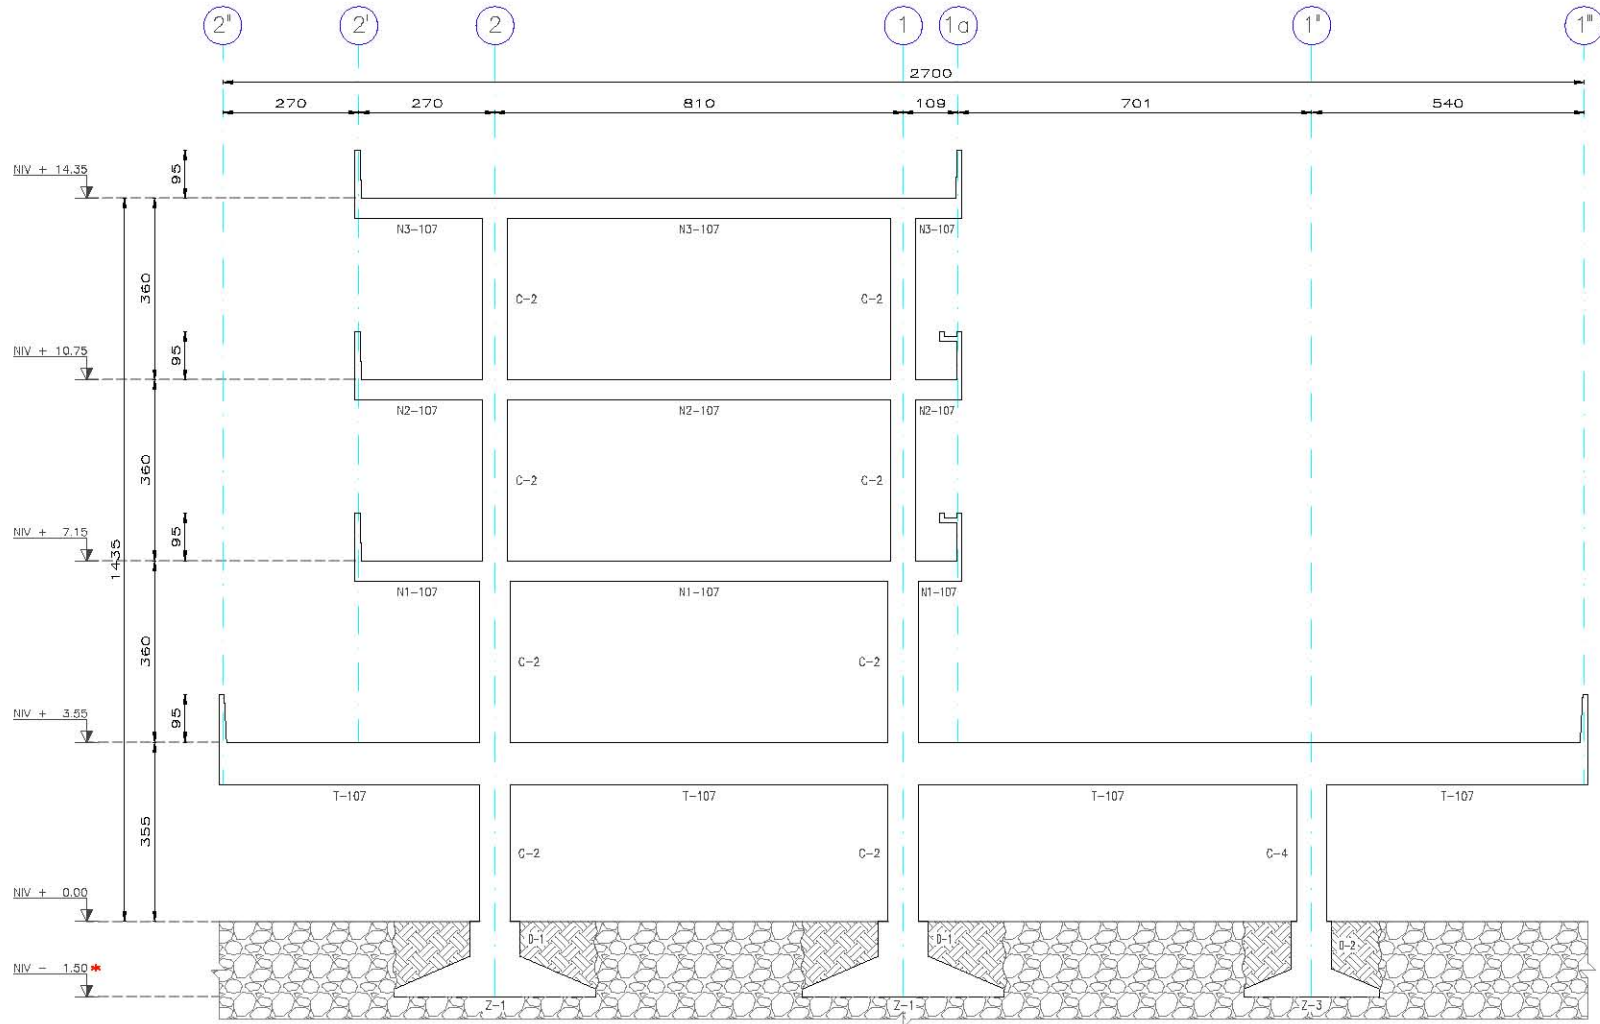 2" 2' 2 1 1a 1" 1"'
2700
270 270 810 109 701 540
95
NIV + 14.35
N3-107 N3-107 N3-107
360
C-2 C-2
95
NIV + 10.75
N2-107 N2-107 N2-107
360
C-2 C-2
95
NIV + 7.15
1435
N1-107 N1-107 N1-107
360
C-2 C-2
95
NIV + 3.55
T-107 T-107 T-107 T-107
355
C-2 C-2 C-4
NIV + 0.00
D-1 D-1 D-2
NIV - 1.50 *
Z-1 Z-1 Z-3